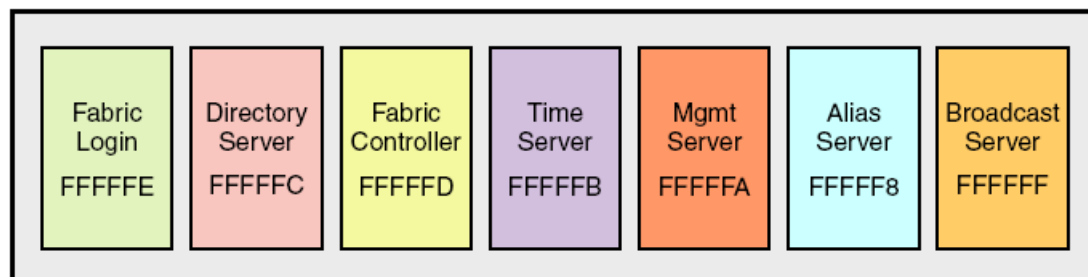 Fabric
Login
FFFFFE
Directory
Server
FFFFFC
Fabric
Controller
FFFFFD
Time
Server
FFFFFB
Mgmt
Server
FFFFFA
Alias
Server
FFFFF8
Broadcast
Server
FFFFFF